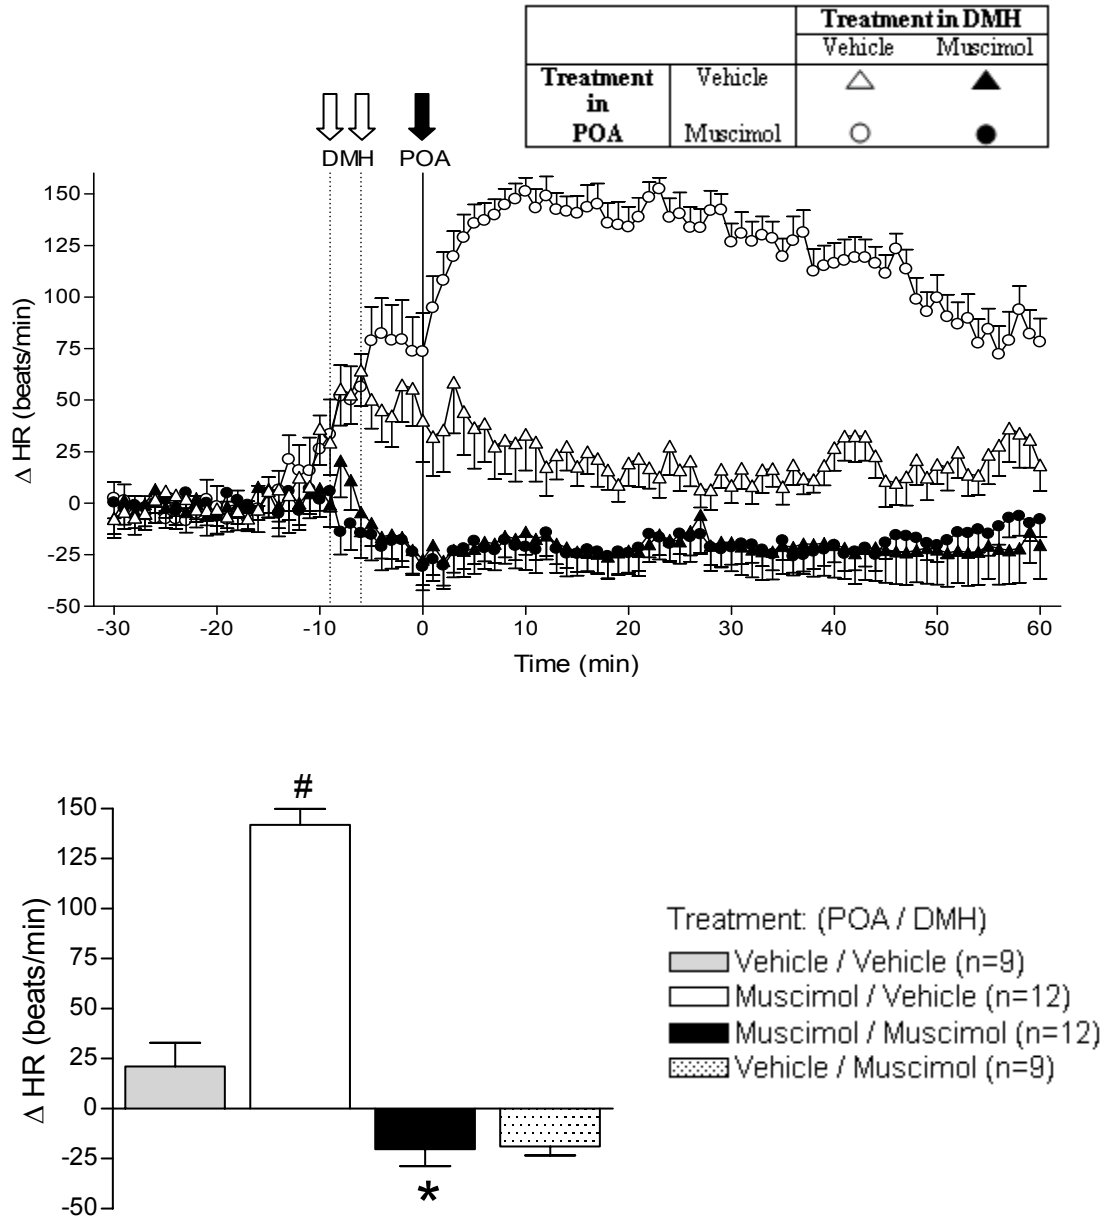 Treatment in DMH
Vehicle Muscimol
Treatment Vehicle
in
POA Muscimol
DMH POA
150
125
100
75
50
25
0
-25
-50
Δ HR (beats/min)
-30 -20 -10 0 10 20 30 40 50 60
Time (min)
#
150
125
100
75
50
25
0
-25
-50
Δ HR (beats/min)
*
Treatment: (POA / DMH)
Vehicle / Vehicle (n=9)
Muscimol / Vehicle (n=12)
Muscimol / Muscimol (n=12)
Vehicle / Muscimol (n=9)